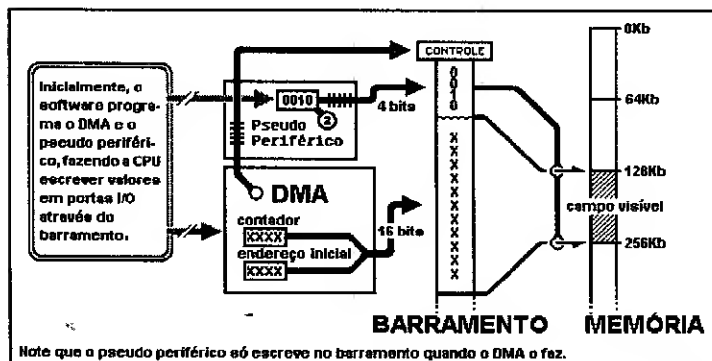 Inicialmente, o
software progra-
ma o DMA e o
pseudo periféri-
co, fazendo a CPU
escrever valores
em portas I/O
através do
barramento.
0010
2
Pseudo
Periférico
4 bits
DMA
contador
XXXX
endereço inicial
XXXX
16 bits
CONTROLE
0
0
1
0
X
X
X
X
X
X
X
X
X
X
X
X
BARRAMENTO
0Kb
64Kb
128Kb
campo visível
256Kb
MEMÓRIA
Note que o pseudo periférico só escreve no barramento quando o DMA o faz.